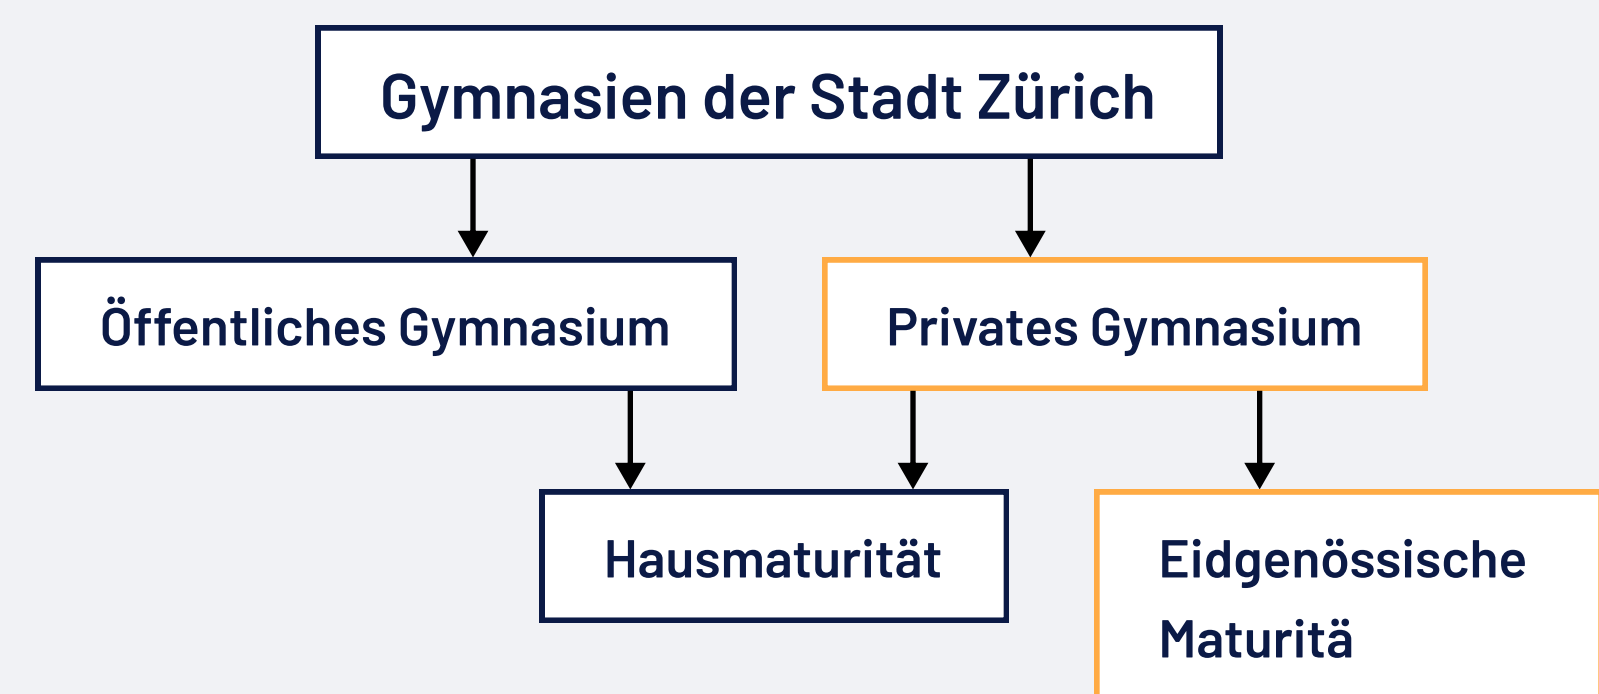 Gymnasien der Stadt Zürich
Öffentliches Gymnasium
Privates Gymnasium
Hausmaturität
Eidgenössische
Maturitä